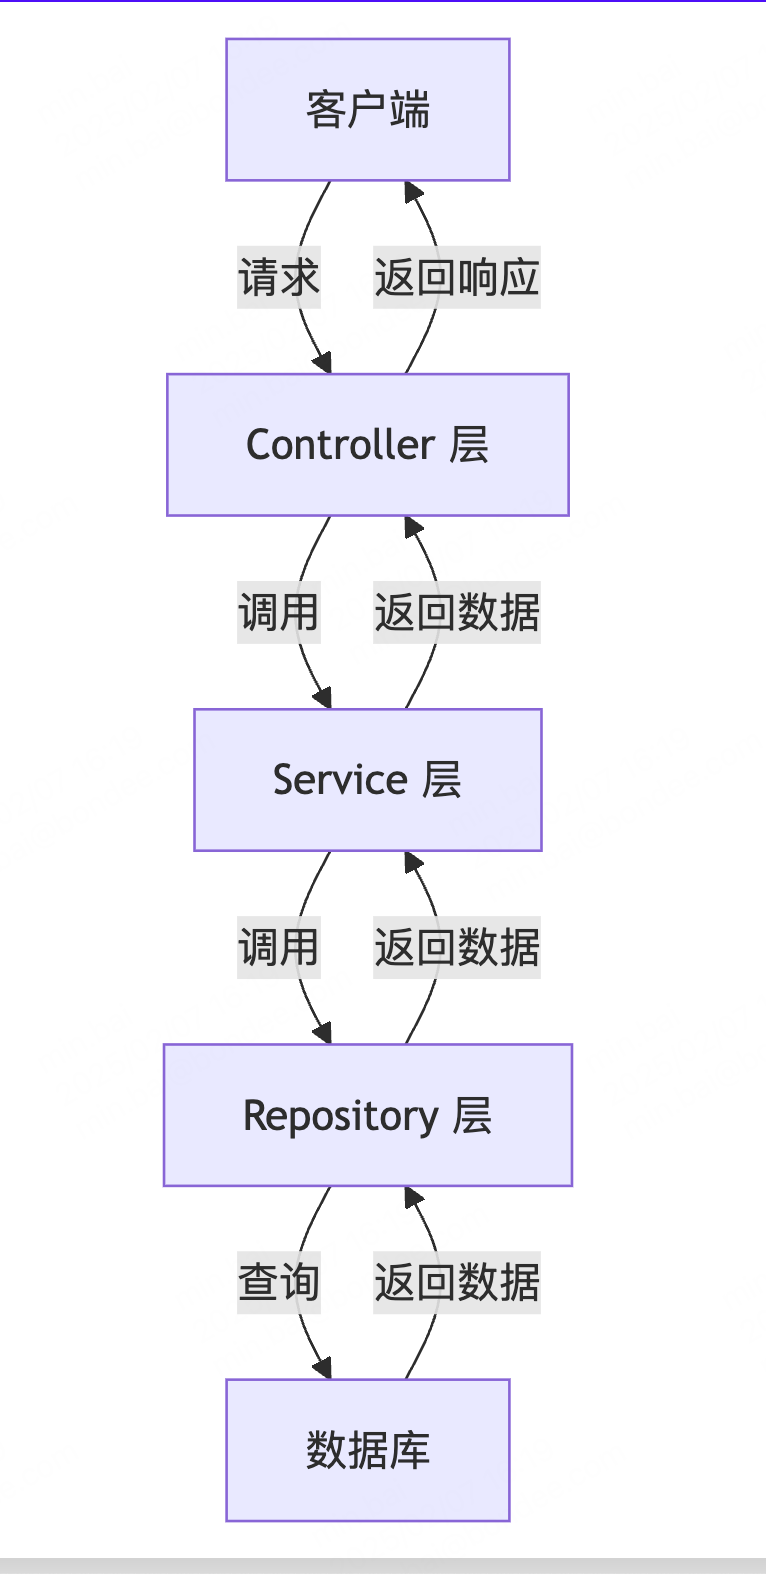 客户端
请求
返回响应
Controller 层
调用
返回数据
Service 层
调用
返回数据
Repository 层
查询
返回数据
数据库